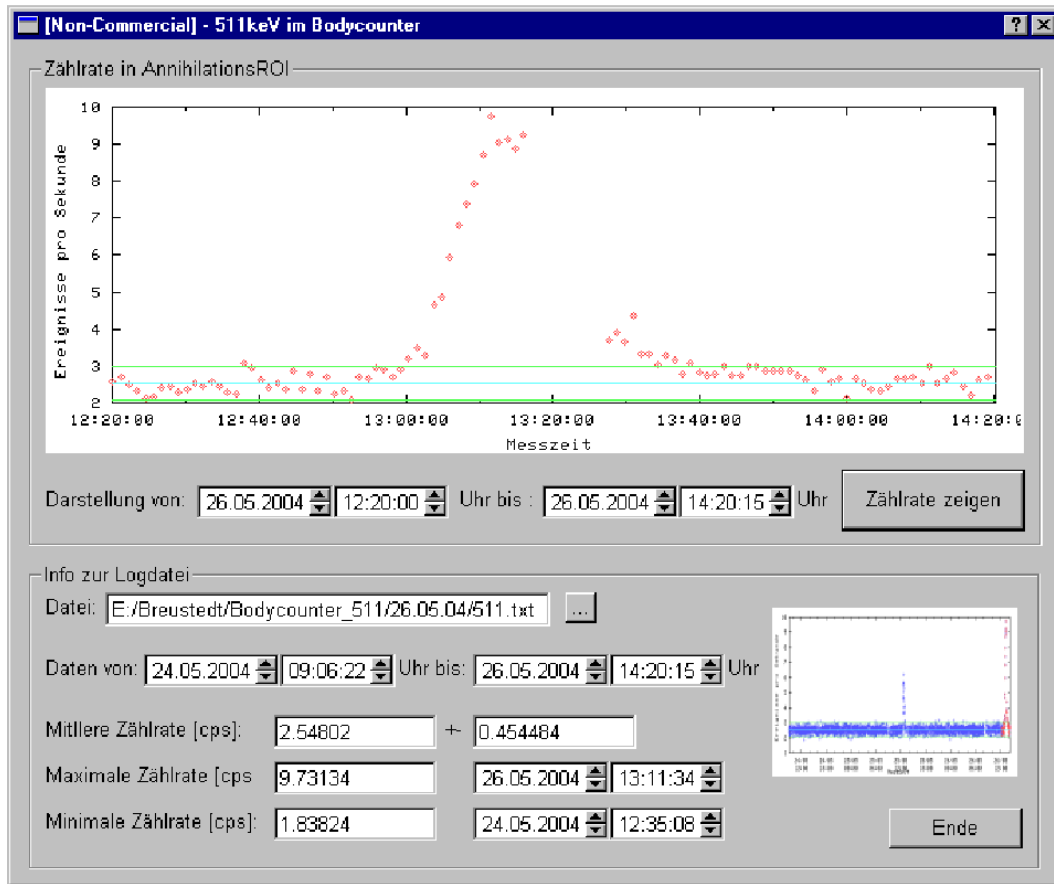 [Non-Commercial] - 511keV im Bodycounter
Zählrate in AnnihilationsROI
Ereignisse pro Sekunde
10
9
8
7
6
5
4
3
2
12:20:00 12:40:00 13:00:00 13:20:00 13:40:00 14:00:00 14:20:0
Messzeit
Darstellung von: 26.05.2004 12:20:00 Uhr bis : 26.05.2004 14:20:15 Uhr Zählrate zeigen
Info zur Logdatei
Datei: E:/Breustedt/Bodycounter_511/26.05.04/511.txt ...
Daten von: 24.05.2004 09:06:22 Uhr bis: 26.05.2004 14:20:15 Uhr
Mitllere Zählrate [cps]: 2.54802 +- 0.454484
Maximale Zählrate [cps 9.73134 26.05.2004 13:11:34
Minimale Zählrate [cps]: 1.83824 24.05.2004 12:35:08
Ende